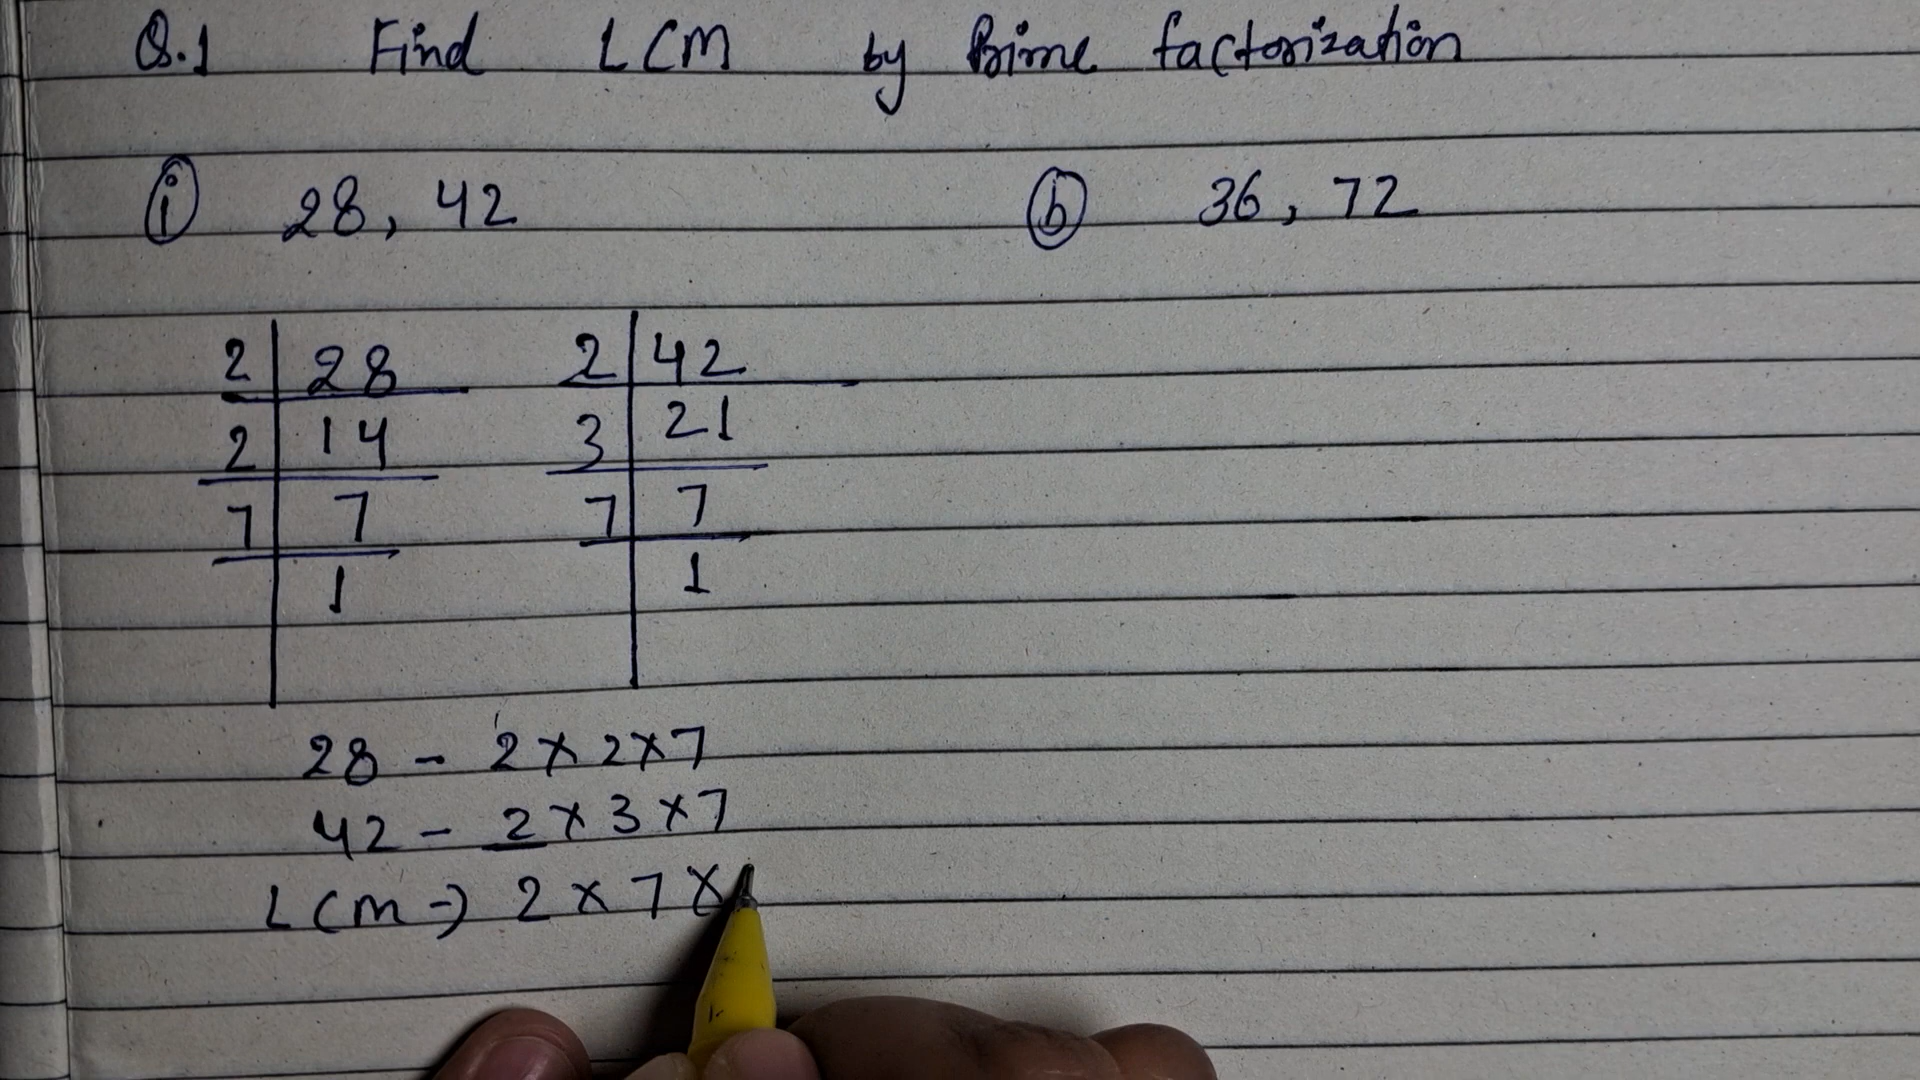 Q.1 Find LCM by Prime factorization
(i) 28, 42 (b) 36, 72
2 | 28 2 | 42
2 | 14 3 | 21
7 | 7 7 | 7
1 1
28 - 2 × 2 × 7
42 - 2 × 3 × 7
LCM → 2 × 7 ×